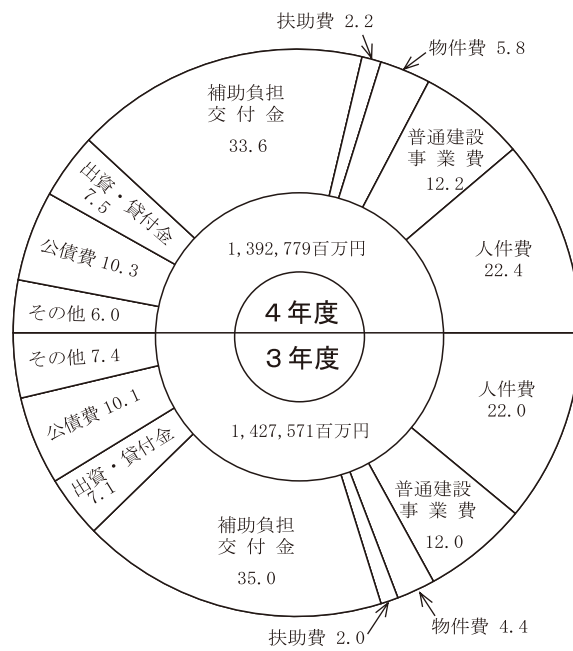 扶助費 2.2
物件費 5.8
補助負担
交付金
33.6
普通建設
事業費
12.2
出資・貸付金
7.5
人件費
22.4
公債費 10.3
1,392,779百万円
その他 6.0
4年度
その他 7.4
3年度
人件費
22.0
公債費 10.1
1,427,571百万円
出資・貸付金
7.1
普通建設
事業費
12.0
補助負担
交付金
35.0
扶助費 2.0
物件費 4.4